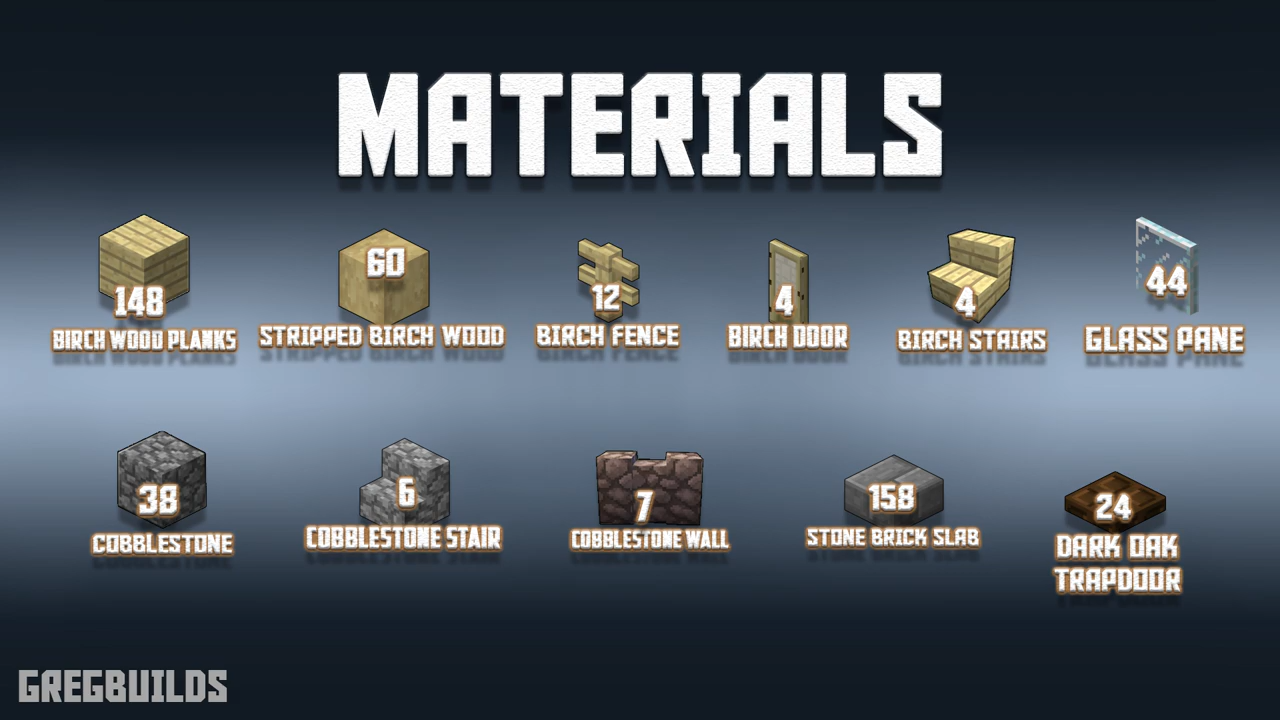 MATERIALS
148
BIRCH WOOD PLANKS
60
STRIPPED BIRCH WOOD
12
BIRCH FENCE
4
BIRCH DOOR
4
BIRCH STAIRS
44
GLASS PANE
38
COBBLESTONE
6
COBBLESTONE STAIR
7
COBBLESTONE WALL
158
STONE BRICK SLAB
24
DARK OAK
TRAPDOOR
GREGBUILDS